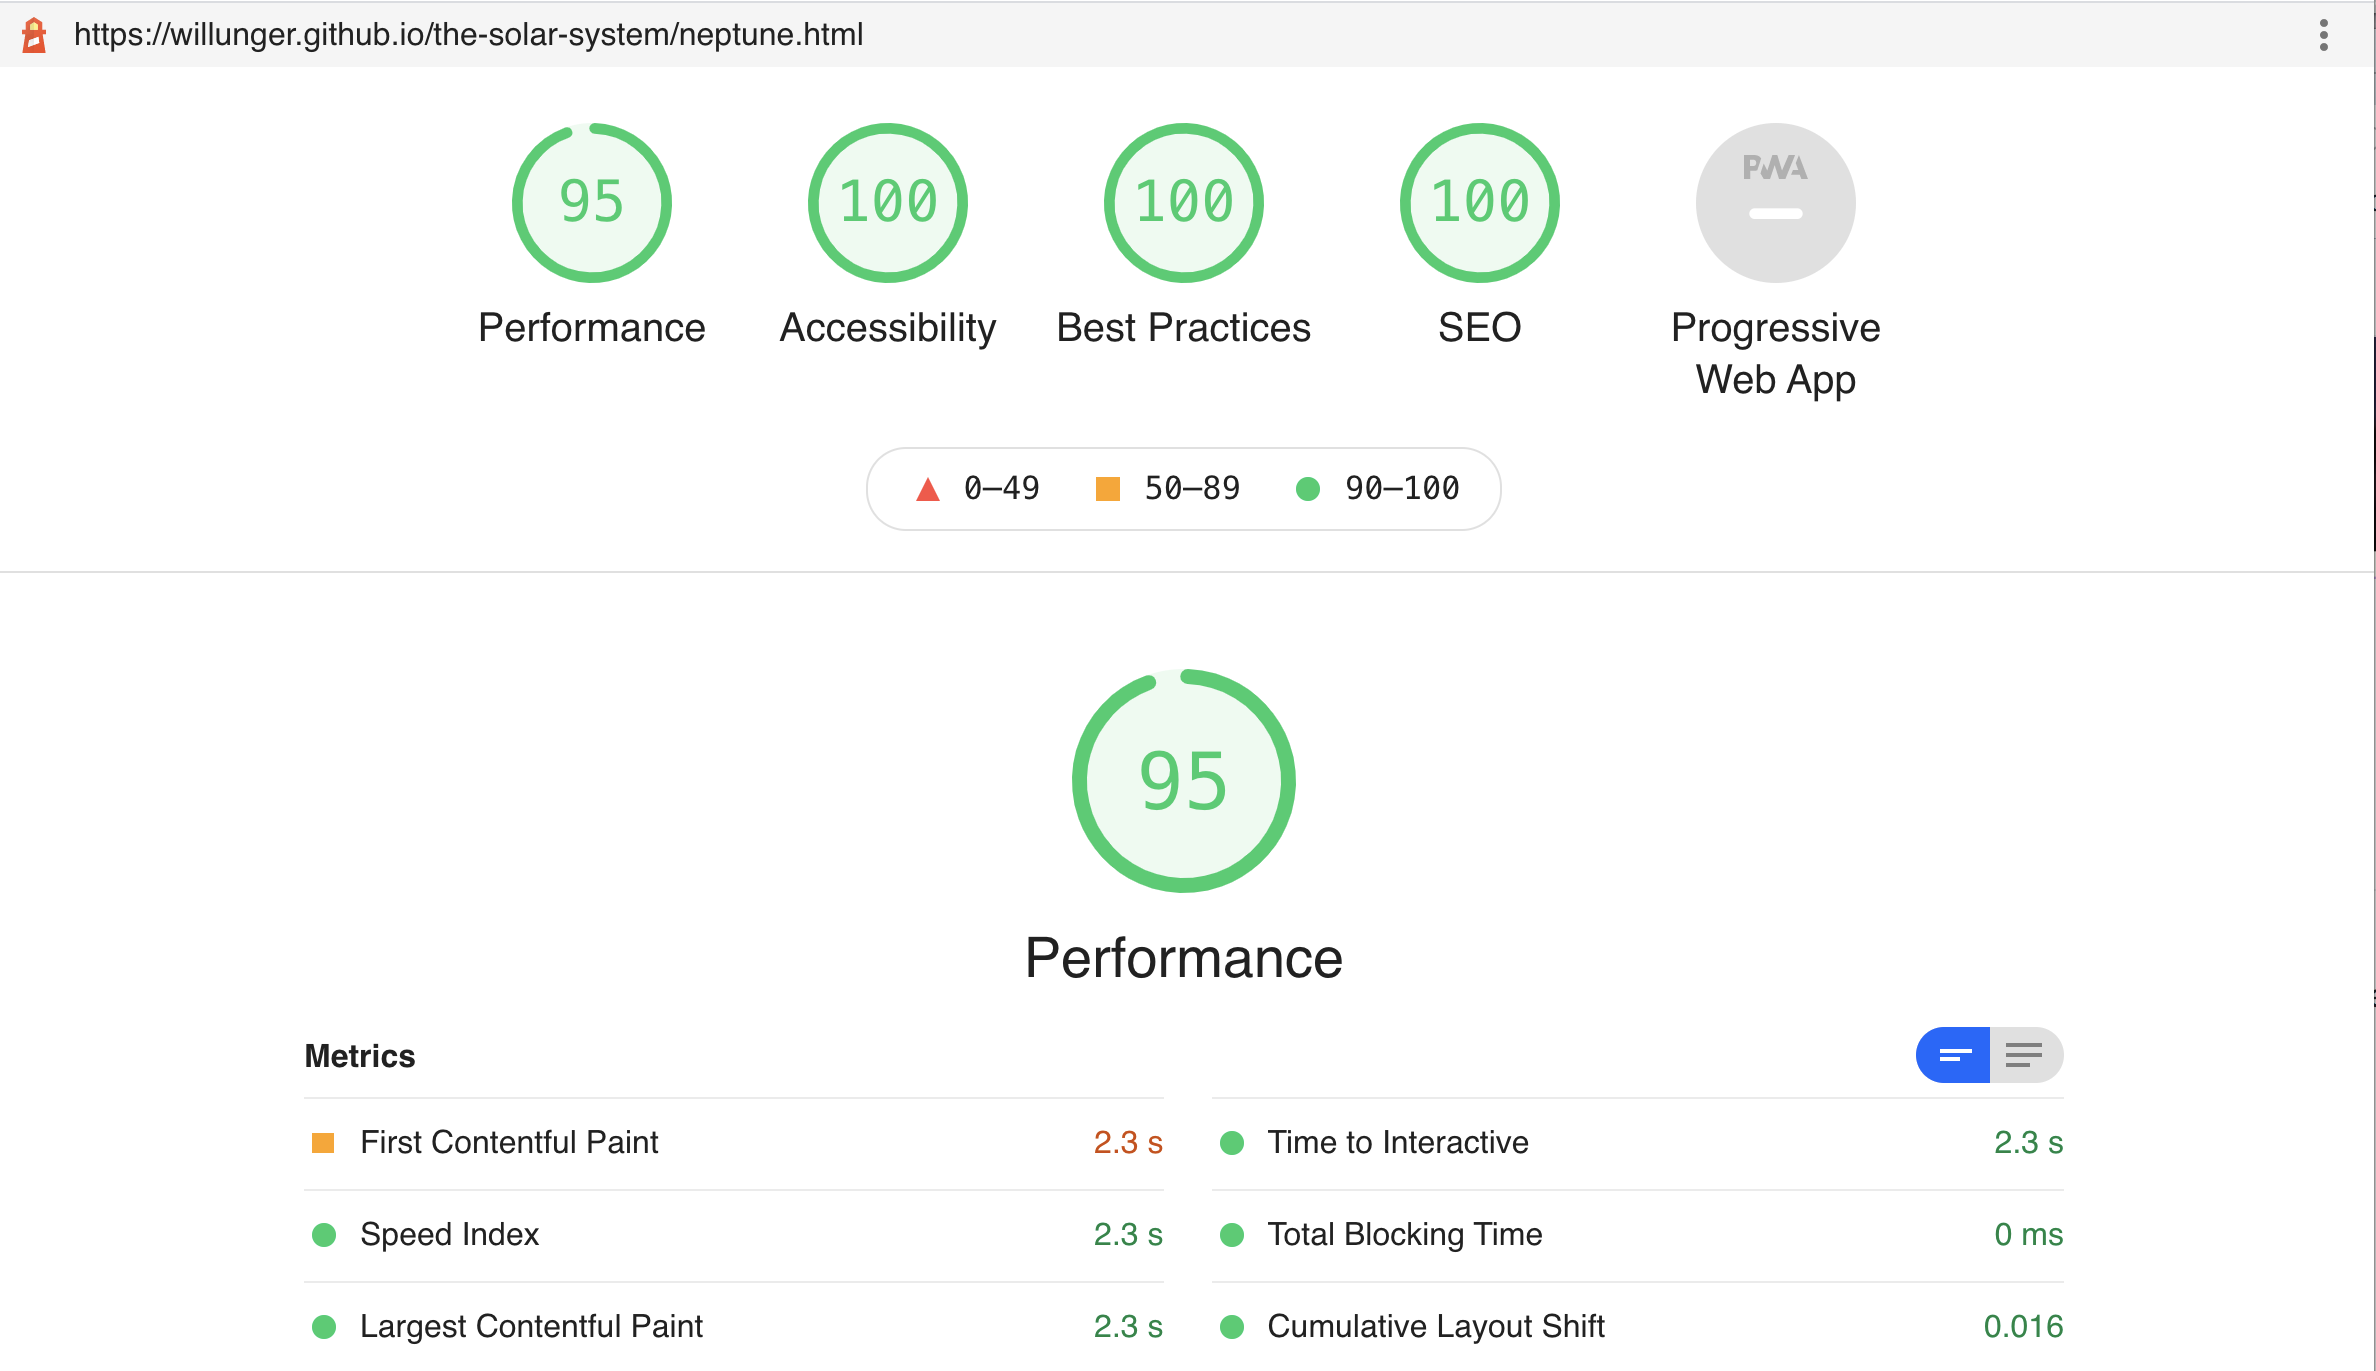 https://willunger.github.io/the-solar-system/neptune.html
95 100 100 100 PWA
Performance Accessibility Best Practices SEO Progressive Web App
0–49 50–89 90–100
95
Performance
Metrics
First Contentful Paint 2.3 s
Time to Interactive 2.3 s
Speed Index 2.3 s
Total Blocking Time 0 ms
Largest Contentful Paint 2.3 s
Cumulative Layout Shift 0.016